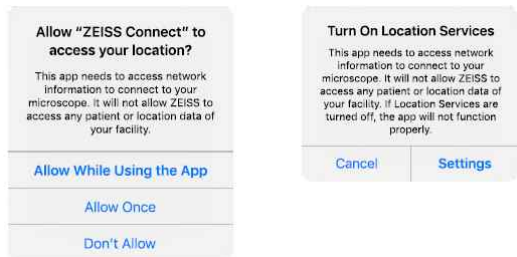 Allow “ZEISS Connect” to
access your location?
This app needs to access network
information to connect to your
microscope. It will not allow ZEISS to
access any patient or location data of
your facility.
Allow While Using the App
Allow Once
Don't Allow
Turn On Location Services
This app needs to access network
information to connect to your
microscope. It will not allow ZEISS to
access any patient or location data of
your facility. If Location Services are
turned off, the app will not function
properly.
Cancel
Settings